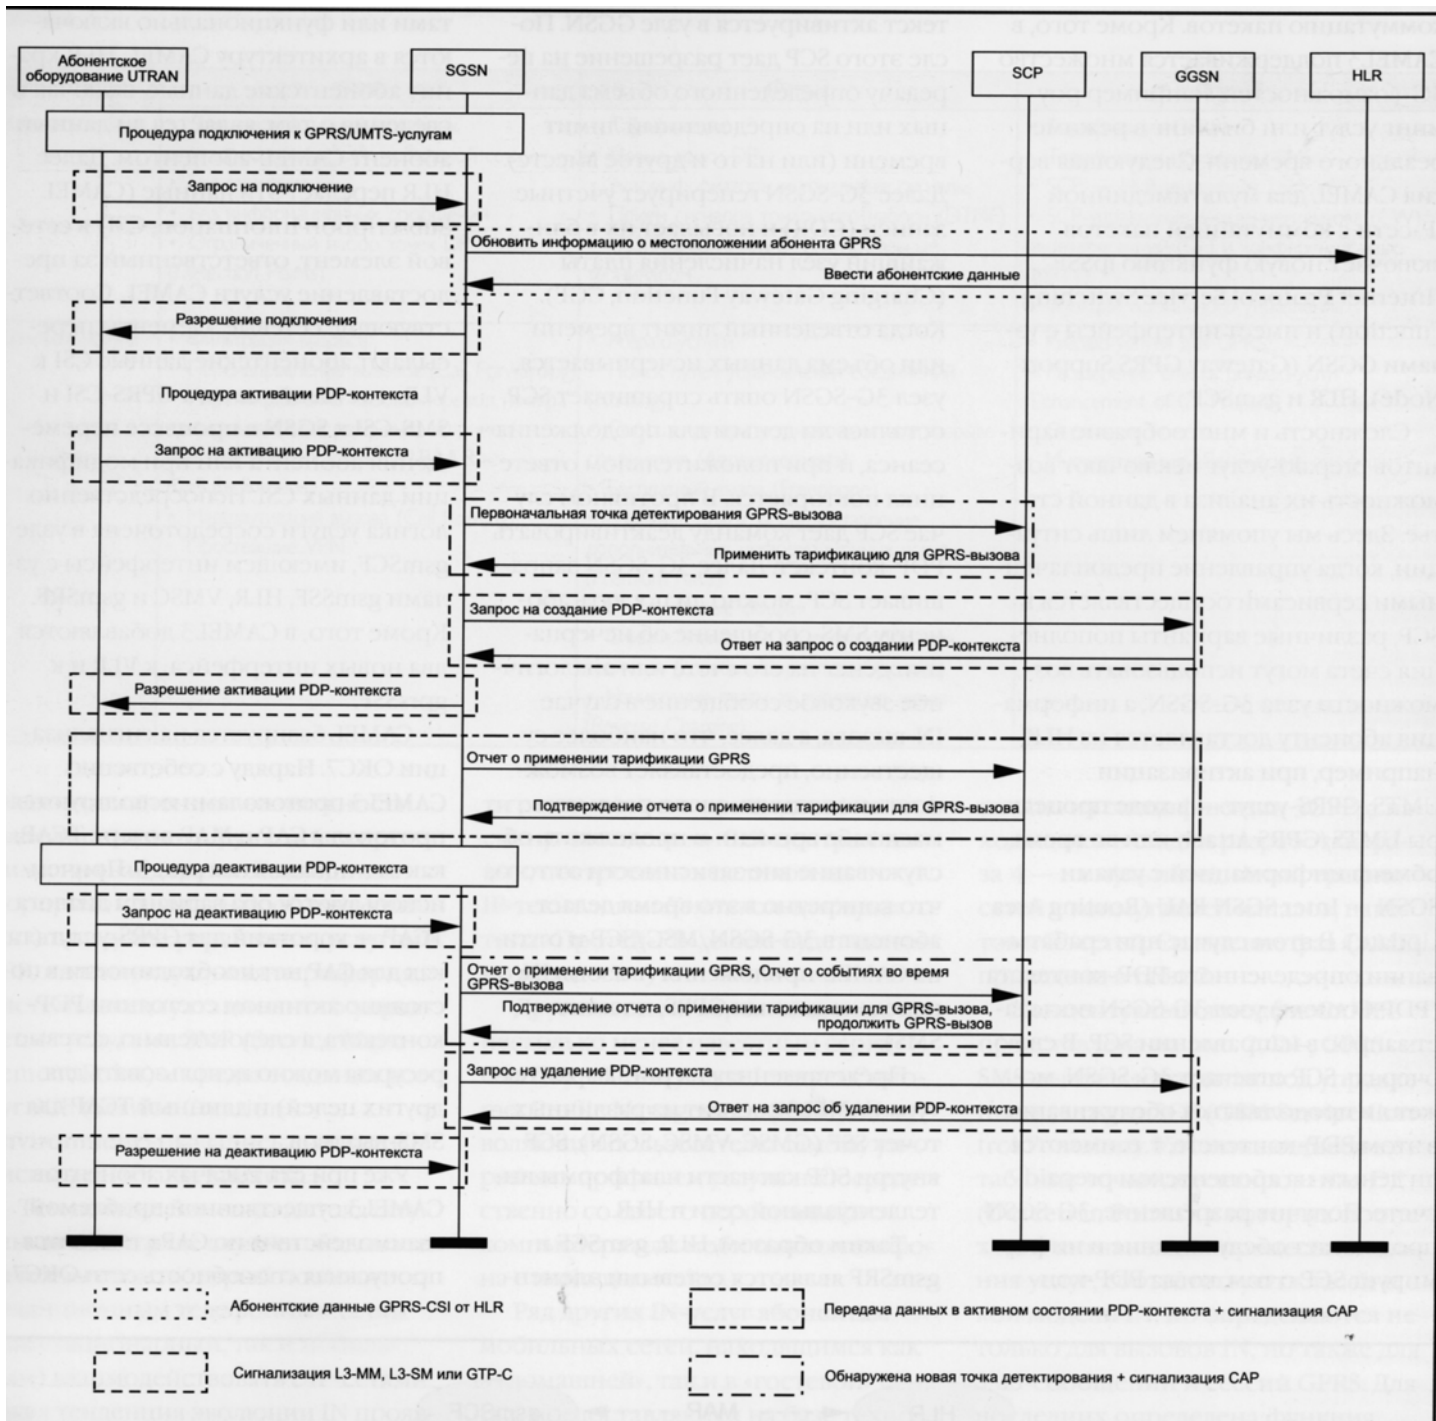 Абонентское
оборудование UTRAN
SGSN
SCP
GGSN
HLR
Процедура подключения к GPRS/UMTS-услугам
Запрос на подключение
Обновить информацию о местоположении абонента GPRS
Ввести абонентские данные
Разрешение подключения
Процедура активации PDP-контекста
Запрос на активацию PDP-контекста
Первоначальная точка детектирования GPRS-вызова
Применить тарификацию для GPRS-вызова
Запрос на создание PDP-контекста
Ответ на запрос о создании PDP-контекста
Разрешение активации PDP-контекста
Отчет о применении тарификации GPRS
Подтверждение отчета о применении тарификации для GPRS-вызова
Процедура деактивации PDP-контекста
Запрос на деактивацию PDP-контекста
Отчет о применении тарификации GPRS, Отчет о событиях во время
GPRS-вызова
Подтверждение отчета о применении тарификации для GPRS-вызова,
продолжить GPRS-вызов
Запрос на удаление PDP-контекста
Ответ на запрос об удалении PDP-контекста
Разрешение на деактивацию PDP-контекста
Абонентские данные GPRS-CSI от HLR
Передача данных в активном состоянии PDP-контекста + сигнализация CAP
Сигнализация L3-MM, L3-SM или GTP-C
Обнаружена новая точка детектирования + сигнализация CAP